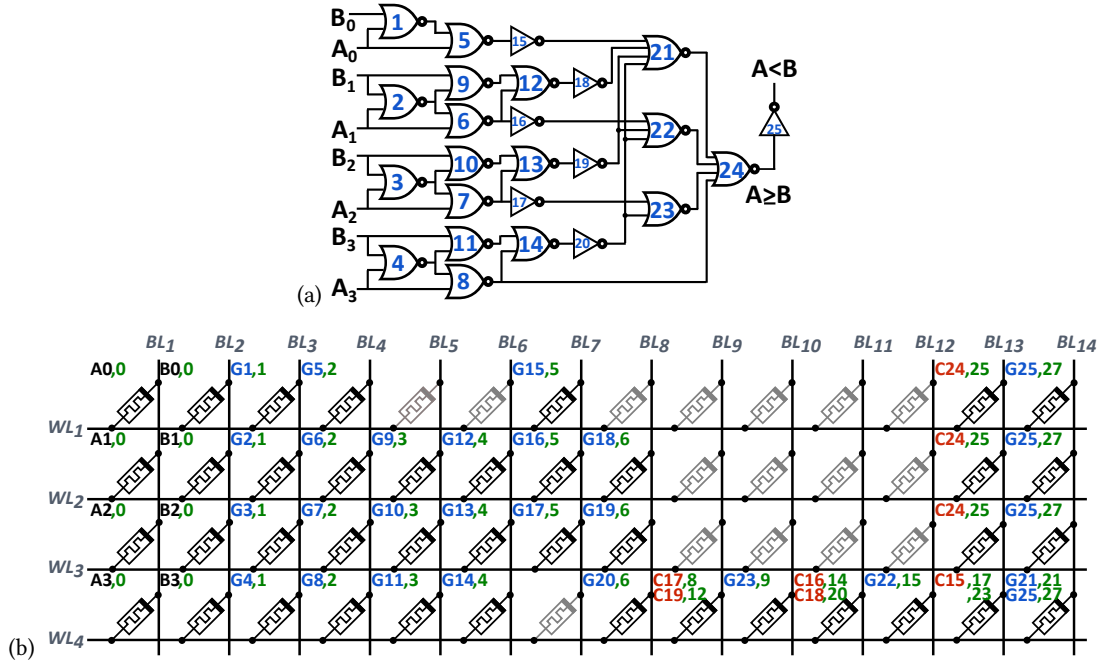 B0 1 5 15 21
A0
B1 9 12 18 A<B
2
A1 6 16 22 25
B2 10 13 19
3 24
A2 7 17 23 A≥B
B3 11 14 20
4
A3 8
(a)
BL1 BL2 BL3 BL4 BL5 BL6 BL7 BL8 BL9 BL10 BL11 BL12 BL13 BL14
A0,0 B0,0 G1,1 G5,2 G15,5 C24,25 G25,27
WL1
A1,0 B1,0 G2,1 G6,2 G9,3 G12,4 G16,5 G18,6 C24,25 G25,27
WL2
A2,0 B2,0 G3,1 G7,2 G10,3 G13,4 G17,5 G19,6 C24,25 G25,27
WL3
A3,0 B3,0 G4,1 G8,2 G11,3 G14,4 G20,6 C17,8 G23,9 C16,14 G22,15 C15,17 G21,21
C19,12 C18,20 ,23 G25,27
WL4
(b)